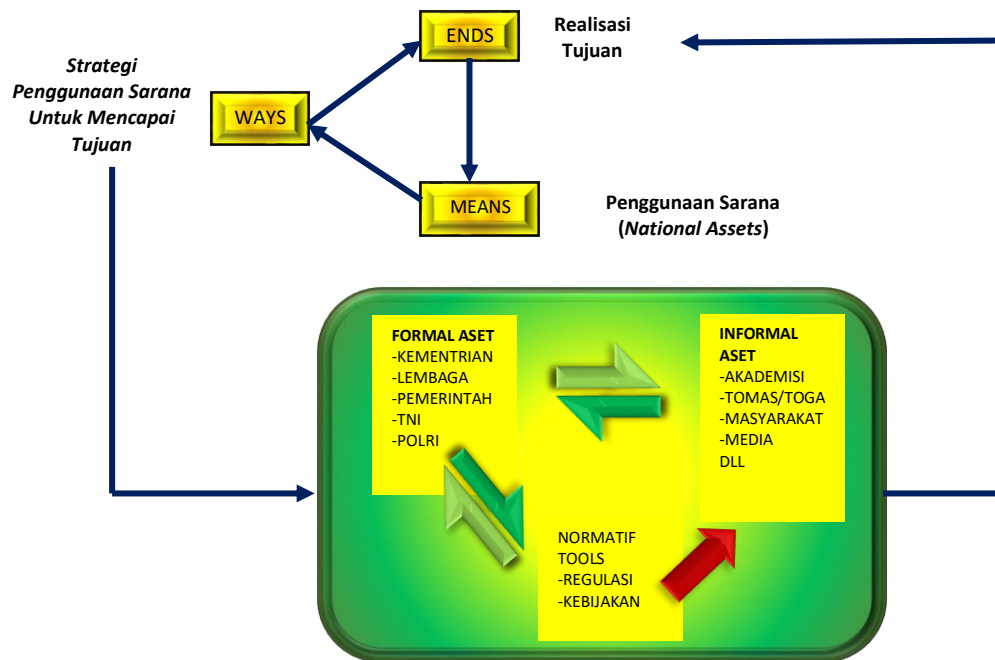 ENDS
Realisasi
Tujuan
Strategi
Penggunaan Sarana
Untuk Mencapai
Tujuan
WAYS
MEANS
Penggunaan Sarana
(National Assets)
FORMAL ASET
-KEMENTRIAN
-LEMBAGA
-PEMERINTAH
-TNI
-POLRI
INFORMAL
ASET
-AKADEMISI
-TOMAS/TOGA
-MASYARAKAT
-MEDIA
DLL
NORMATIF
TOOLS
-REGULASI
-KEBIJAKAN